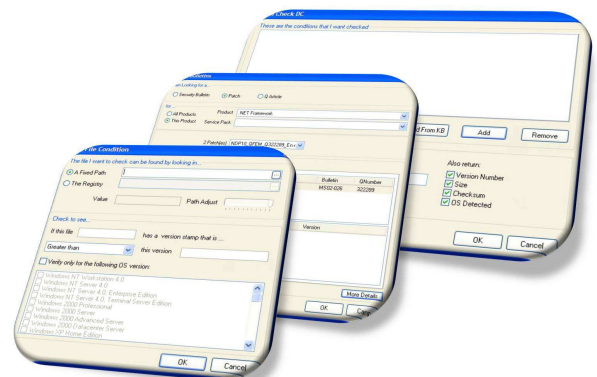 Check DC
These are the conditions that I want checked
From KB
Add
Remove
Also return:
Version Number
Size
Checksum
OS Detected
OK
Cancel
Looking for a...
Security Bulletin
Patch
Q Article
for
All Products
This Product
Product
.NET Framework
Service Pack
2 Patch(es)
Bulletin
QNumber
MS02-026
322289
Version
More Details
OK
File Condition
The file I want to check can be found by looking in...
A Fixed Path
The Registry
Value
Path Adjust
Check to see...
If this file
has a version stamp that is ...
Greater than
this version
Verify only for the following OS version:
Windows NT Workstation 4.0
Windows NT Server 4.0
Windows NT Server 4.0, Enterprise Edition
Windows NT Server 4.0, Terminal Server Edition
Windows 2000 Professional
Windows 2000 Server
Windows 2000 Advanced Server
Windows 2000 Datacenter Server
Windows XP Home Edition
OK
Cancel